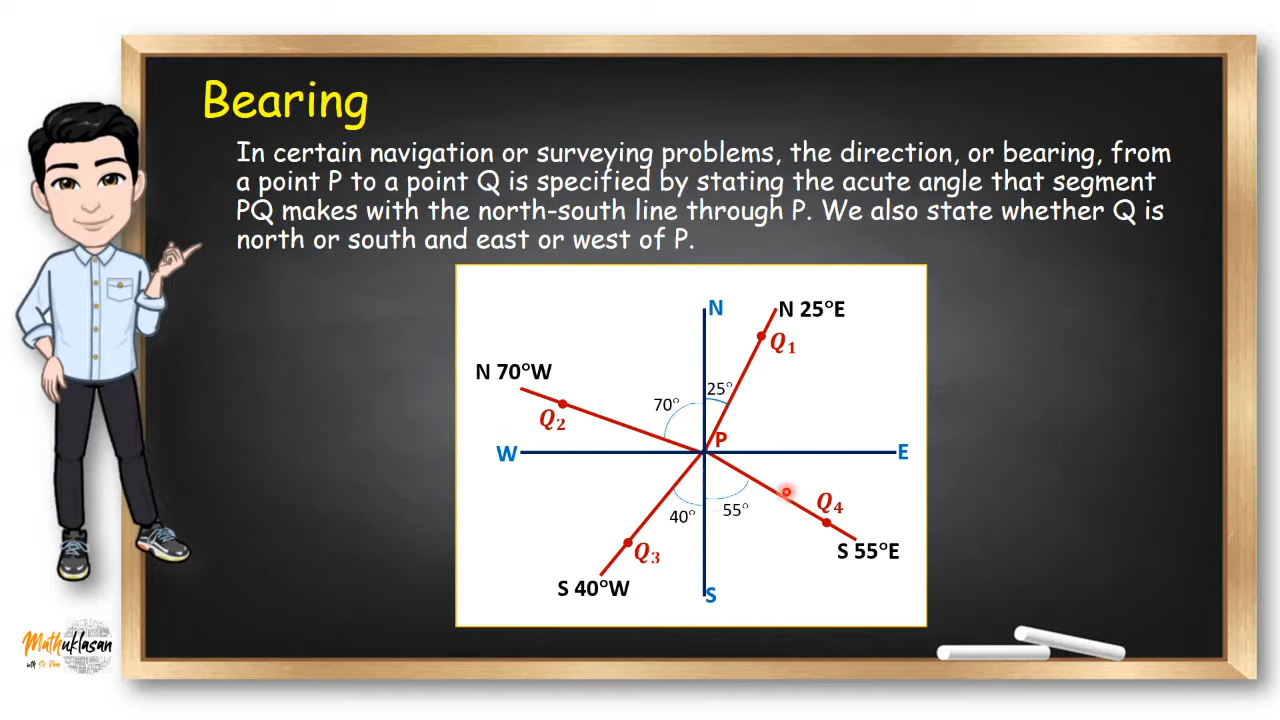 Bearing
In certain navigation or surveying problems, the direction, or bearing, from
a point P to a point Q is specified by stating the acute angle that segment
PQ makes with the north-south line through P. We also state whether Q is
north or south and east or west of P.
N
N 25°E
Q₁
N 70°W
25°
70°
Q₂
P
W
E
Q₄
40°
55°
Q₃
S 55°E
S 40°W
S
Mathuklasan
with Sir Ram